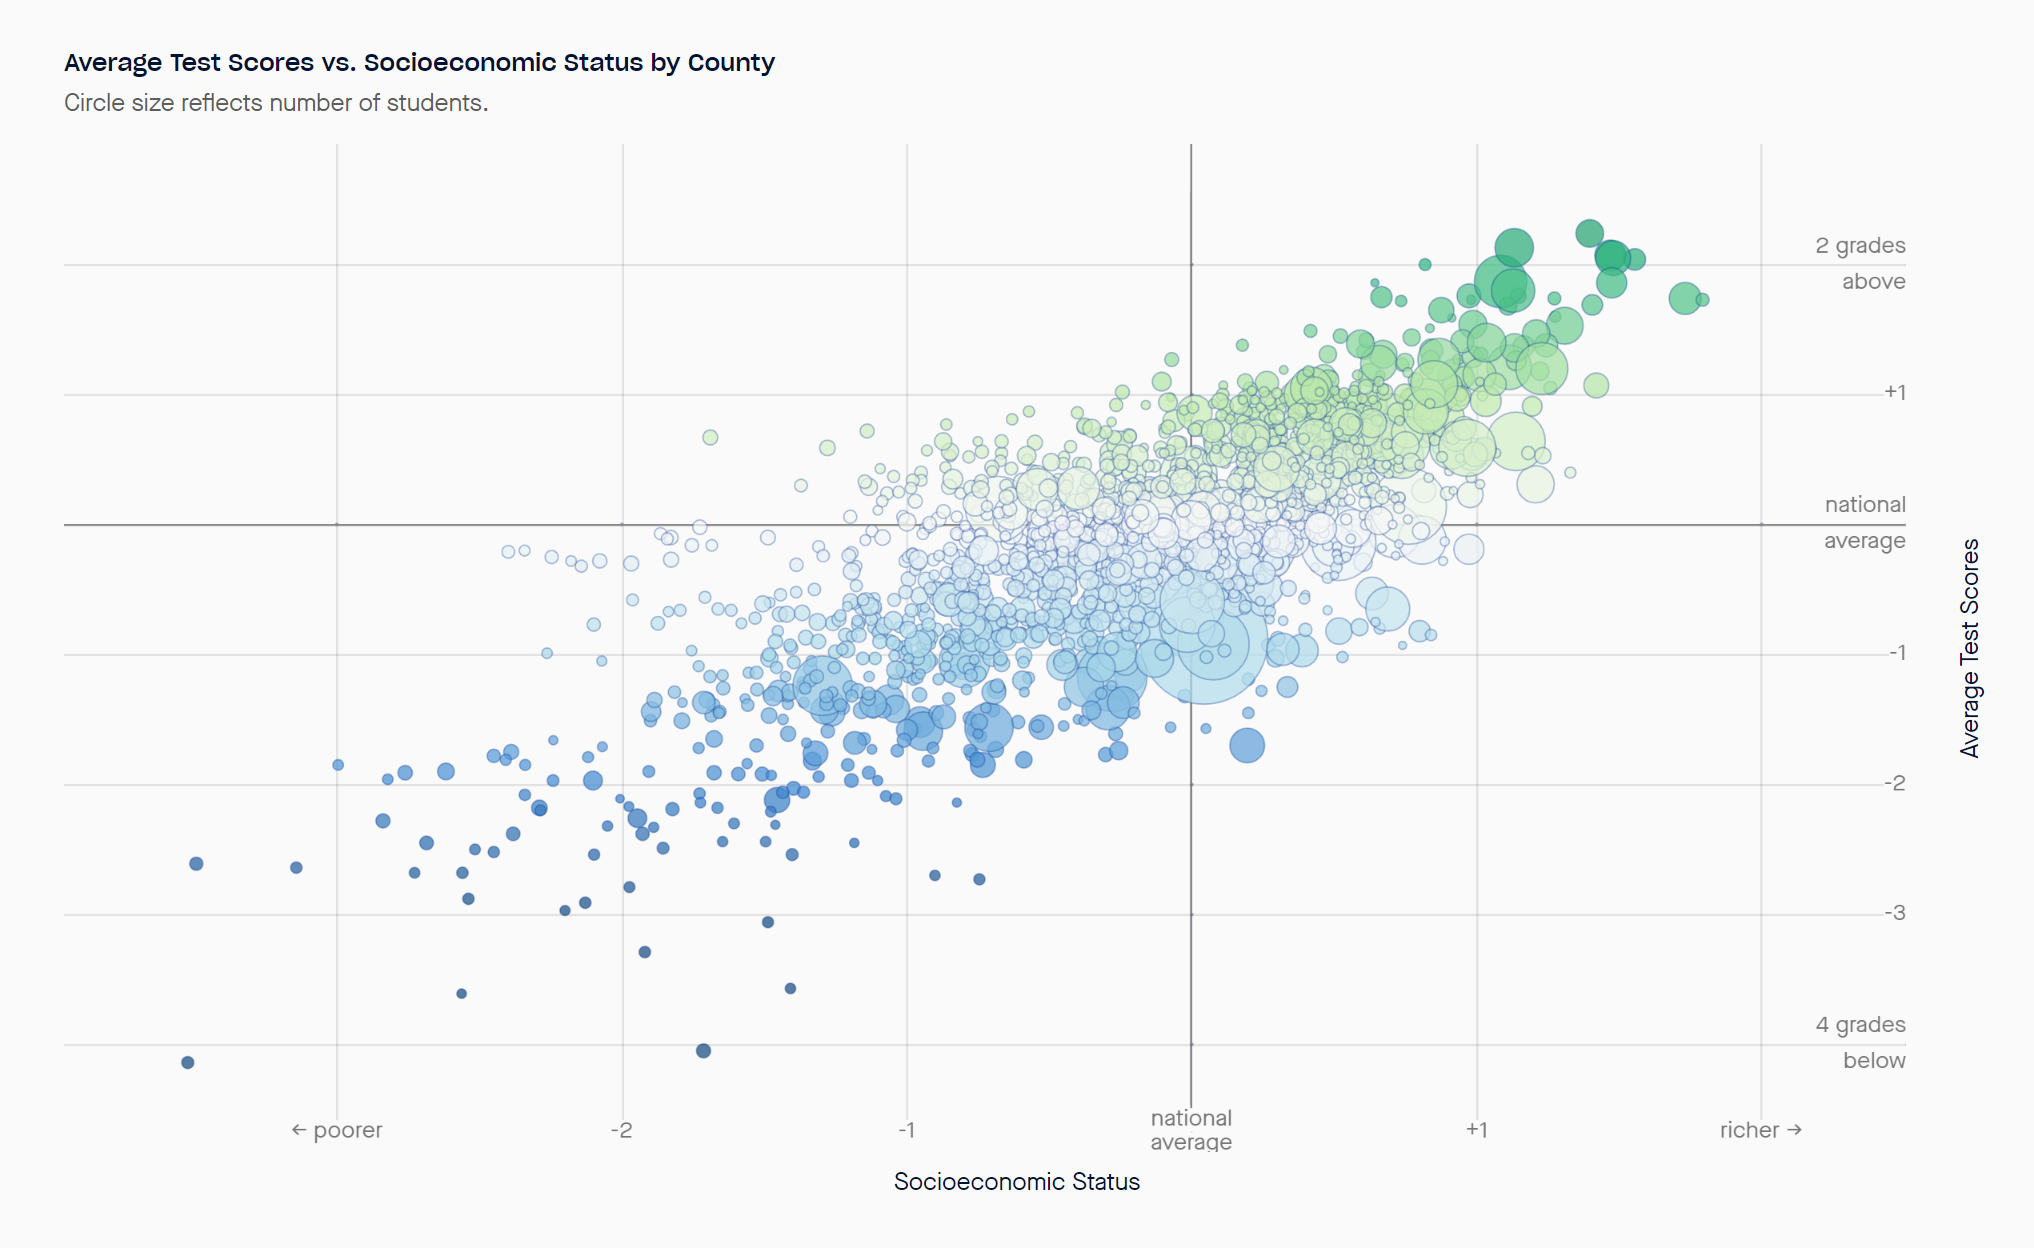 Average Test Scores vs. Socioeconomic Status by County
Circle size reflects number of students.
2 grades
above
+1
national
average
-1
-2
-3
4 grades
below
Average Test Scores
← poorer
-2
-1
national
average
+1
richer →
Socioeconomic Status